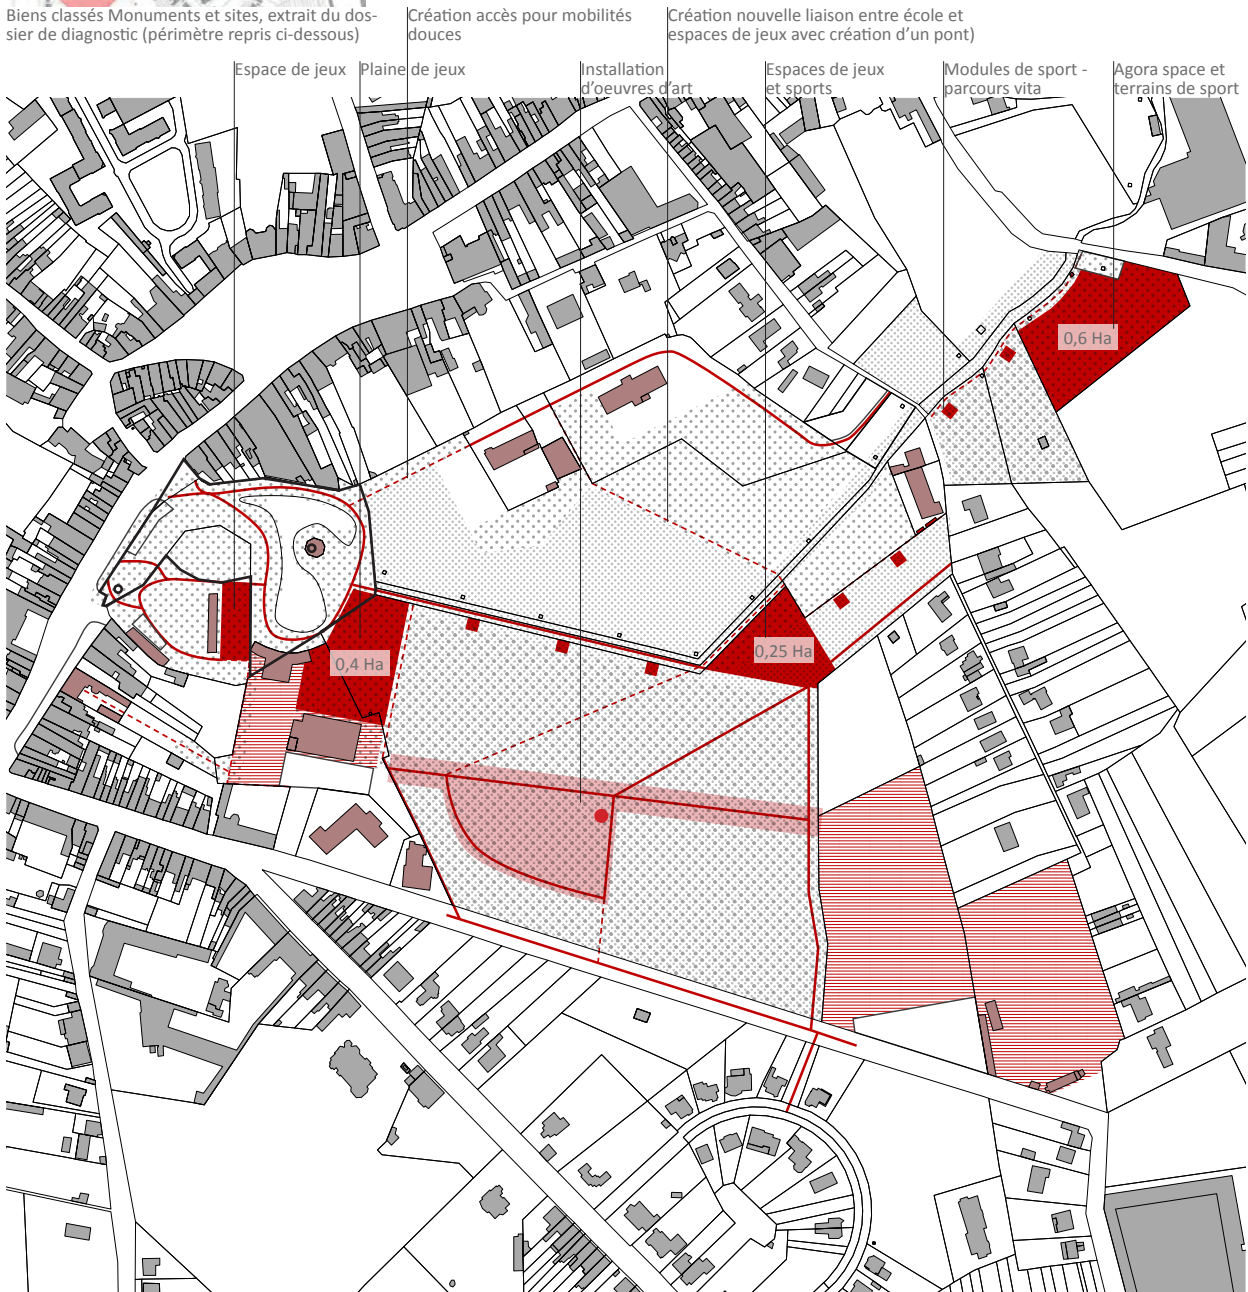 Biens classés Monuments et sites, extrait du dos-
sier de diagnostic (périmètre repris ci-dessous)
Création accès pour mobilités
douces
Création nouvelle liaison entre école et
espaces de jeux avec création d'un pont)
Espace de jeux
Plaine de jeux
Installation
d'oeuvres d'art
Espaces de jeux
et sports
Modules de sport -
parcours vita
Agora space et
terrains de sport
0,6 Ha
0,25 Ha
0,4 Ha